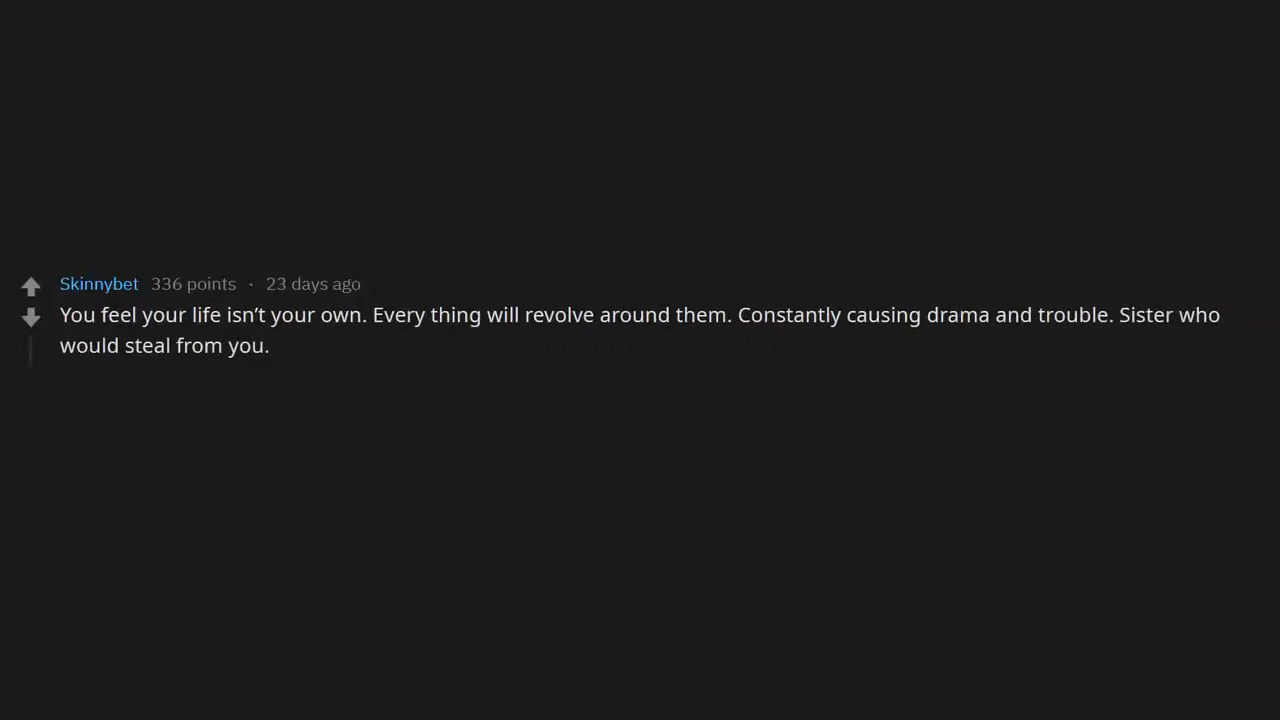 Skinnybet 336 points · 23 days ago
You feel your life isn’t your own. Every thing will revolve around them. Constantly causing drama and trouble. Sister who
would steal from you.